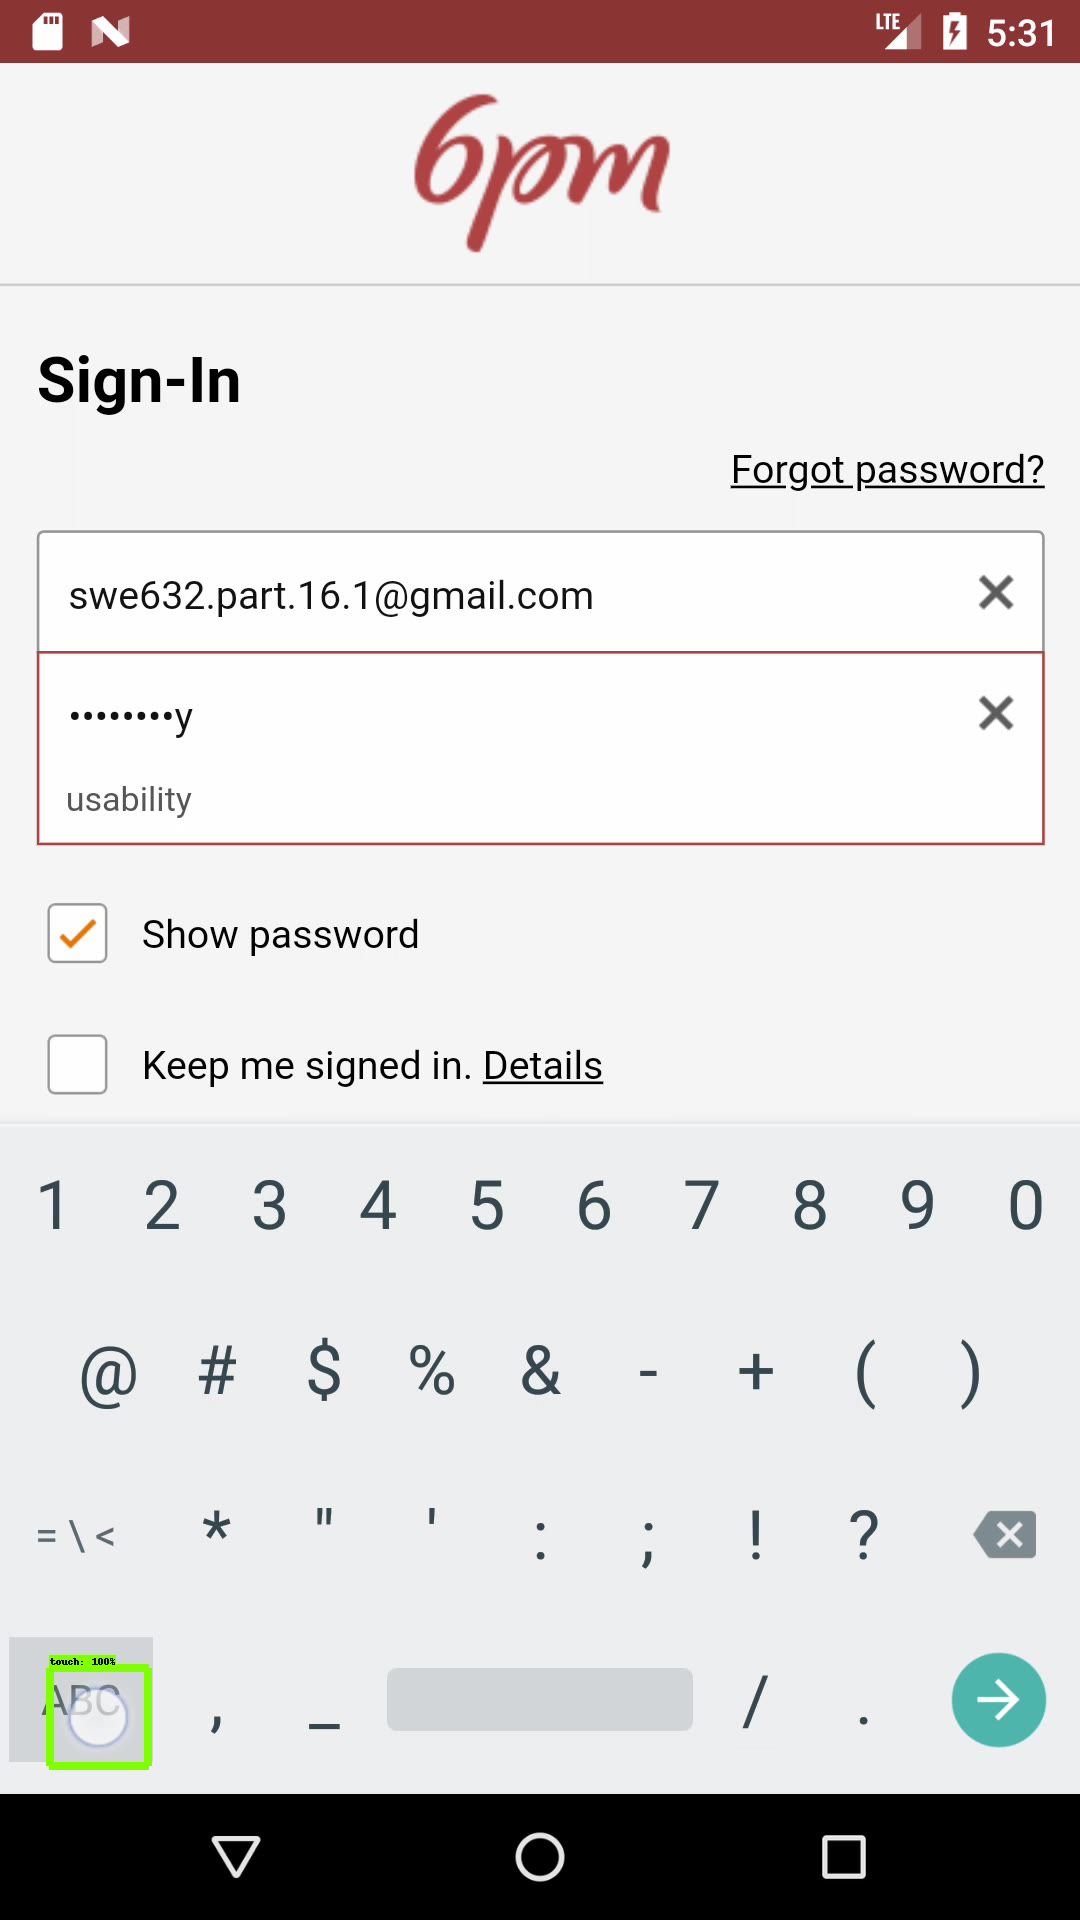 LTE 5:31
6pm
Sign-In
Forgot password?
swe632.part.16.1@gmail.com
••••••••y
usability
Show password
Keep me signed in. Details
1 2 3 4 5 6 7 8 9 0
@ # $ % & - + ( )
= \ < * " ' : ; ! ?
touch: 100%
ABC , _ / .